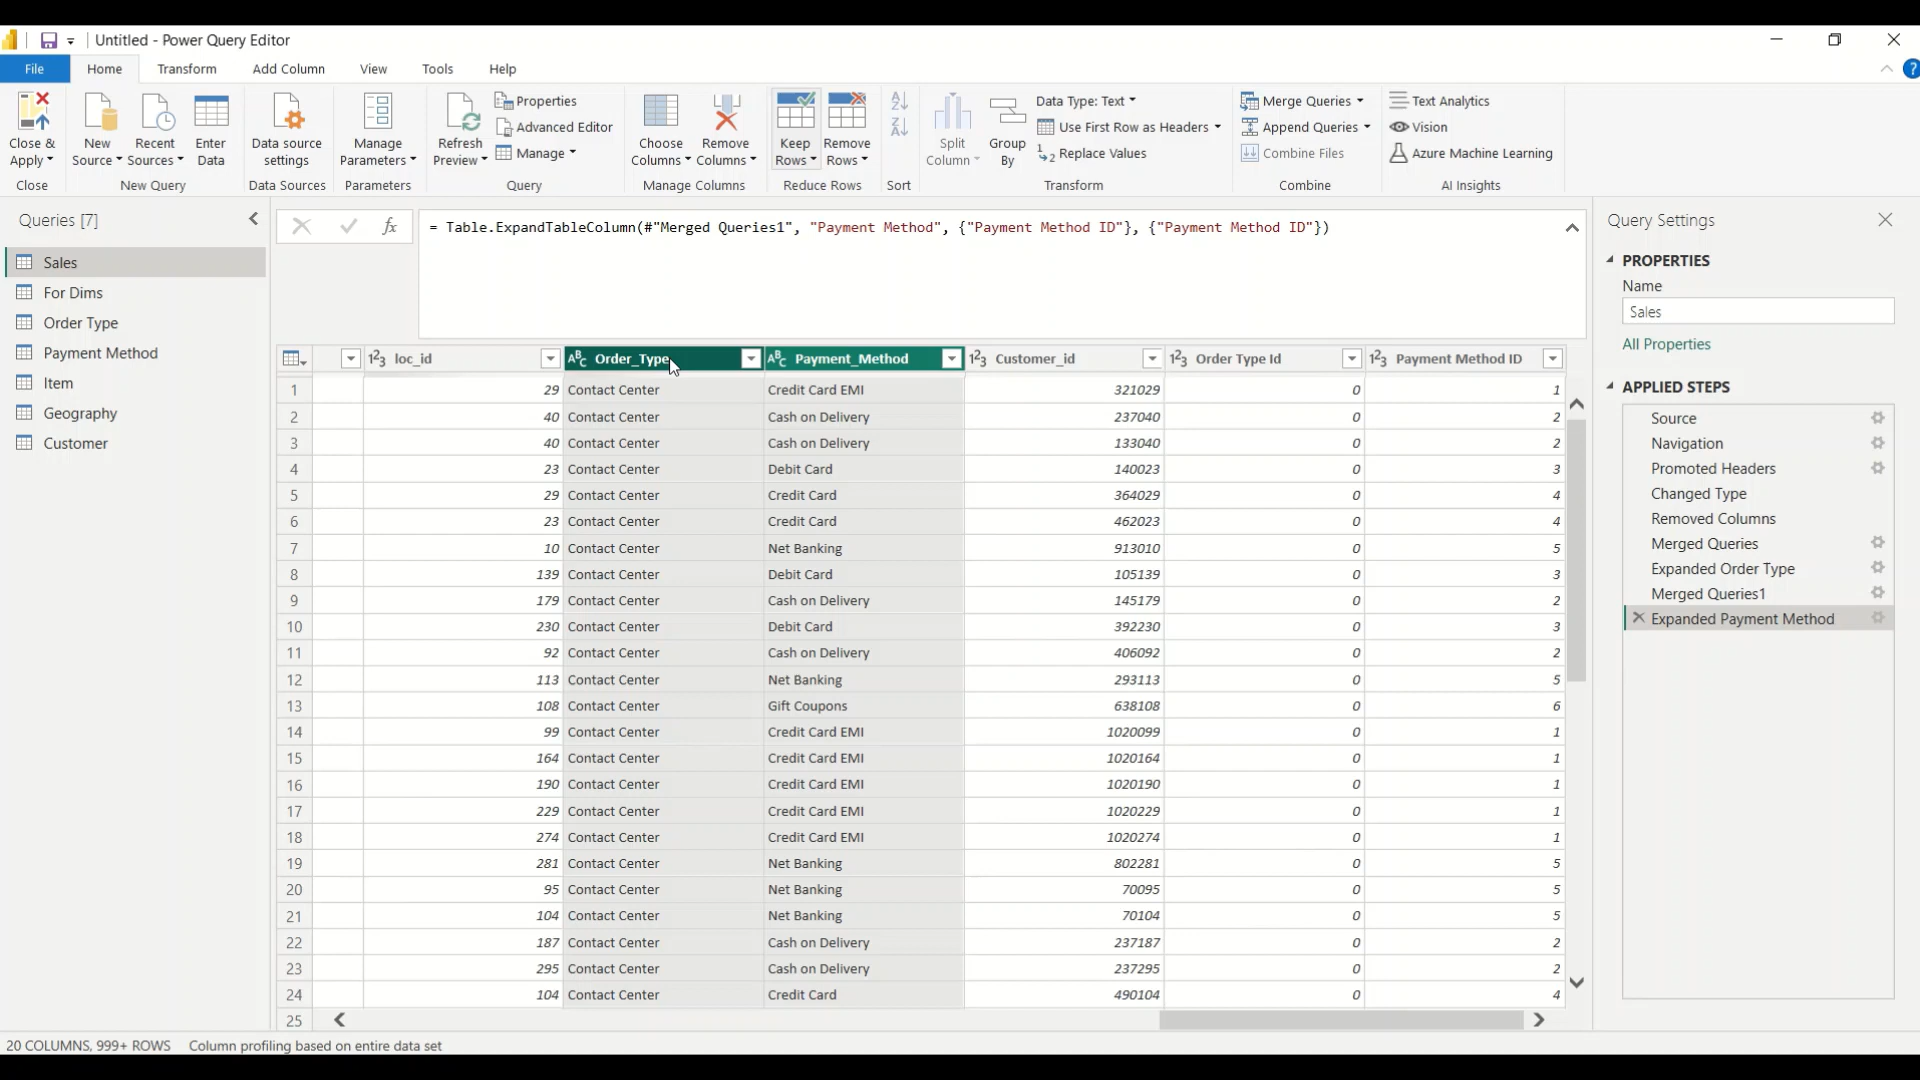 Untitled - Power Query Editor
File Home Transform Add Column View Tools Help
?
Close & Apply
New Source
Recent Sources
Enter Data
Data source settings
Manage Parameters
Refresh Preview
Properties
Advanced Editor
Manage
Choose Columns
Remove Columns
Keep Rows
Remove Rows
Split Column
Group By
Data Type: Text
Use First Row as Headers
Replace Values
Merge Queries
Append Queries
Combine Files
Text Analytics
Vision
Azure Machine Learning
Close New Query Data Sources Parameters Query Manage Columns Reduce Rows Sort Transform Combine AI Insights
Queries [7]
Sales
For Dims
Order Type
Payment Method
Item
Geography
Customer
fx = Table.ExpandTableColumn(#"Merged Queries1", "Payment Method", {"Payment Method ID"}, {"Payment Method ID"})
loc_id Order_Type Payment_Method Customer_id Order Type Id Payment Method ID
1 29 Contact Center Credit Card EMI 321029 0 1
2 40 Contact Center Cash on Delivery 237040 0 2
3 40 Contact Center Cash on Delivery 133040 0 2
4 23 Contact Center Debit Card 140023 0 3
5 29 Contact Center Credit Card 364029 0 4
6 23 Contact Center Credit Card 462023 0 4
7 10 Contact Center Net Banking 913010 0 5
8 139 Contact Center Debit Card 105139 0 3
9 179 Contact Center Cash on Delivery 145179 0 2
10 230 Contact Center Debit Card 392230 0 3
11 92 Contact Center Cash on Delivery 406092 0 2
12 113 Contact Center Net Banking 293113 0 5
13 108 Contact Center Gift Coupons 638108 0 6
14 99 Contact Center Credit Card EMI 1020099 0 1
15 164 Contact Center Credit Card EMI 1020164 0 1
16 190 Contact Center Credit Card EMI 1020190 0 1
17 229 Contact Center Credit Card EMI 1020229 0 1
18 274 Contact Center Credit Card EMI 1020274 0 1
19 281 Contact Center Net Banking 802281 0 5
20 95 Contact Center Net Banking 70095 0 5
21 104 Contact Center Net Banking 70104 0 5
22 187 Contact Center Cash on Delivery 237187 0 2
23 295 Contact Center Cash on Delivery 237295 0 2
24 104 Contact Center Credit Card 490104 0 4
25
Query Settings
PROPERTIES
Name
Sales
All Properties
APPLIED STEPS
Source
Navigation
Promoted Headers
Changed Type
Removed Columns
Merged Queries
Expanded Order Type
Merged Queries1
Expanded Payment Method
20 COLUMNS, 999+ ROWS Column profiling based on entire data set